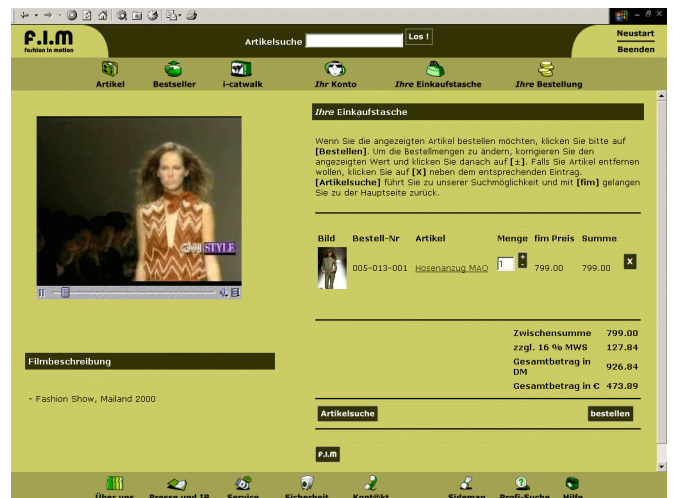 F.I.M
fashion in motion
Artikelsuche
Los !
Neustart
Beenden
Artikel
Bestseller
i-catwalk
Ihr Konto
Ihre Einkaufstasche
Ihre Bestellung
STYLE
Filmbeschreibung
- Fashion Show, Mailand 2000
Ihre Einkaufstasche
Wenn Sie die angezeigten Artikel bestellen
möchten, klicken Sie bitte auf
[Bestellen]. Um die Bestellmengen zu
ändern, korrigieren Sie den
angezeigten Wert und klicken Sie danach
auf [±]. Falls Sie Artikel entfernen
wollen, klicken Sie auf [X] neben dem entsprechenden Eintrag.
[Artikelsuche] führt Sie zu unserer Suchmöglichkeit und mit [fim] gelangen
Sie zu der Hauptseite zurück.
Bild Bestell-Nr Artikel Menge fim Preis Summe
005-013-001 Hosenanzug MAO 1 + - 799.00 799.00 X
Zwischensumme 799.00
zzgl. 16 % MWS 127.84
Gesamtbetrag in
DM 926.84
Gesamtbetrag in € 473.89
Artikelsuche
bestellen
F.I.M
Über uns
Presse und IR
Service
Sicherheit
Kont@kt
Sidemap
Profi-Suche
Hilfe